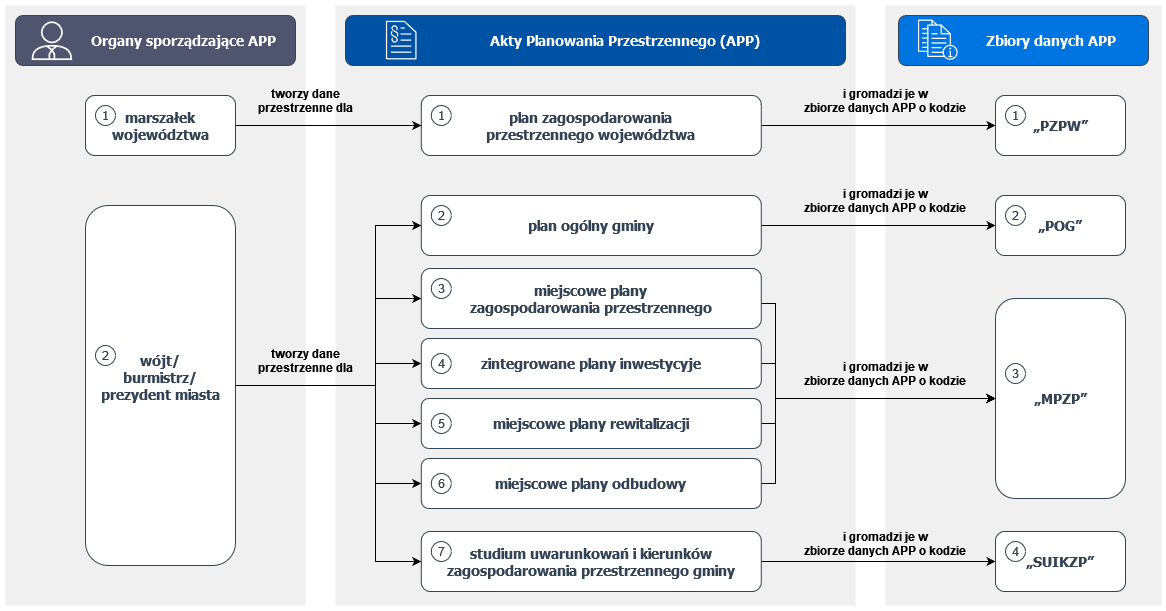 Organy sporządzające APP
Akty Planowania Przestrzennego (APP)
Zbiory danych APP
1
marszałek
województwa
tworzy dane
przestrzenne dla
1
plan zagospodarowania
przestrzennego województwa
i gromadzi je w
zbiorze danych APP o kodzie
1
„PZPW”
2
wójt/
burmistrz/
prezydent miasta
tworzy dane
przestrzenne dla
2
plan ogólny gminy
i gromadzi je w
zbiorze danych APP o kodzie
2
„POG”
3
miejscowe plany
zagospodarowania przestrzennego
4
zintegrowane plany inwestycyje
5
miejscowe plany rewitalizacji
6
miejscowe plany odbudowy
i gromadzi je w
zbiorze danych APP o kodzie
3
„MPZP”
7
studium uwarunkowań i kierunków
zagospodarowania przestrzennego gminy
i gromadzi je w
zbiorze danych APP o kodzie
4
„SUIKZP”